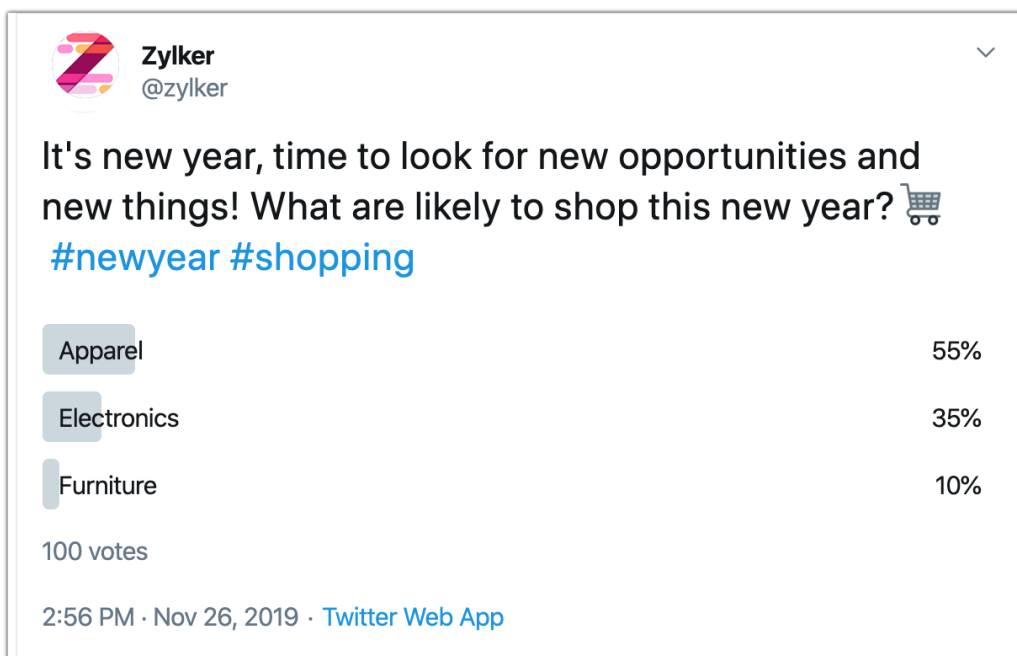 Zylker
@zylker
It's new year, time to look for new opportunities and
new things! What are likely to shop this new year?🛒
#newyear #shopping
Apparel 55%
Electronics 35%
Furniture 10%
100 votes
2:56 PM · Nov 26, 2019 · Twitter Web App